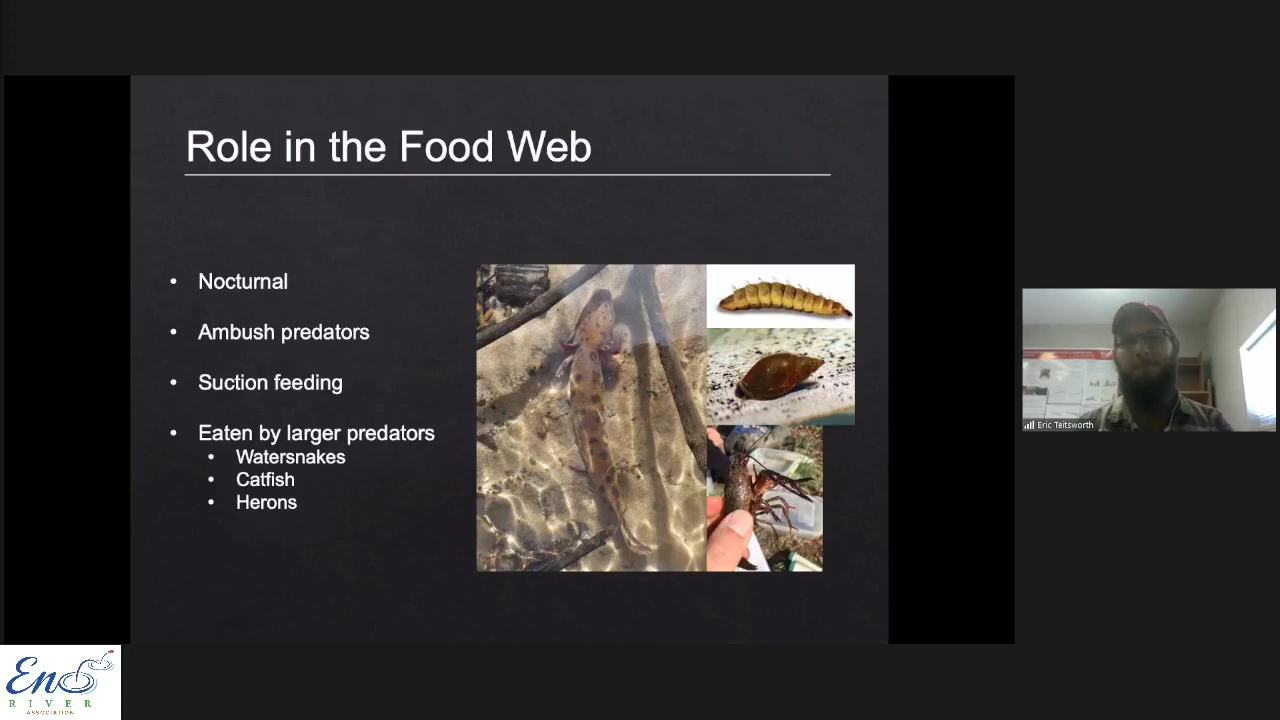 Role in the Food Web
• Nocturnal
• Ambush predators
• Suction feeding
• Eaten by larger predators
• Watersnakes
• Catfish
• Herons
Eric Teitsworth
Eno
RIVER
ASSOCIATION